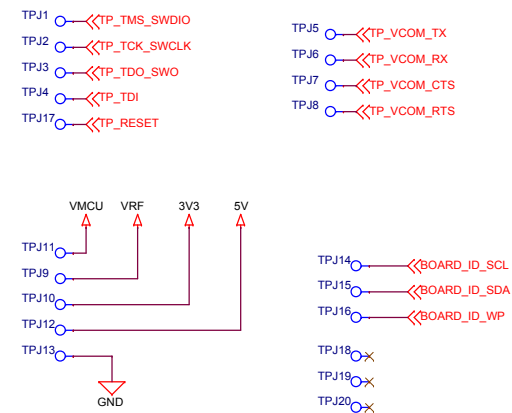 TPJ1 TP_TMS_SWDIO
TPJ2 TP_TCK_SWCLK
TPJ3 TP_TDO_SWO
TPJ4 TP_TDI
TPJ17 TP_RESET
TPJ5 TP_VCOM_TX
TPJ6 TP_VCOM_RX
TPJ7 TP_VCOM_CTS
TPJ8 TP_VCOM_RTS
VMCU VRF 3V3 5V
TPJ11
TPJ9
TPJ10
TPJ12
TPJ13
GND
TPJ14 BOARD_ID_SCL
TPJ15 BOARD_ID_SDA
TPJ16 BOARD_ID_WP
TPJ18
TPJ19
TPJ20